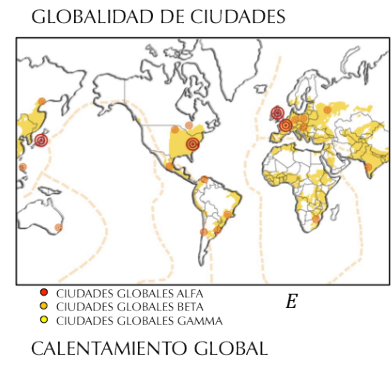 GLOBALIDAD DE CIUDADES
CIUDADES GLOBALES ALFA
CIUDADES GLOBALES BETA
CIUDADES GLOBALES GAMMA
E
CALENTAMIENTO GLOBAL